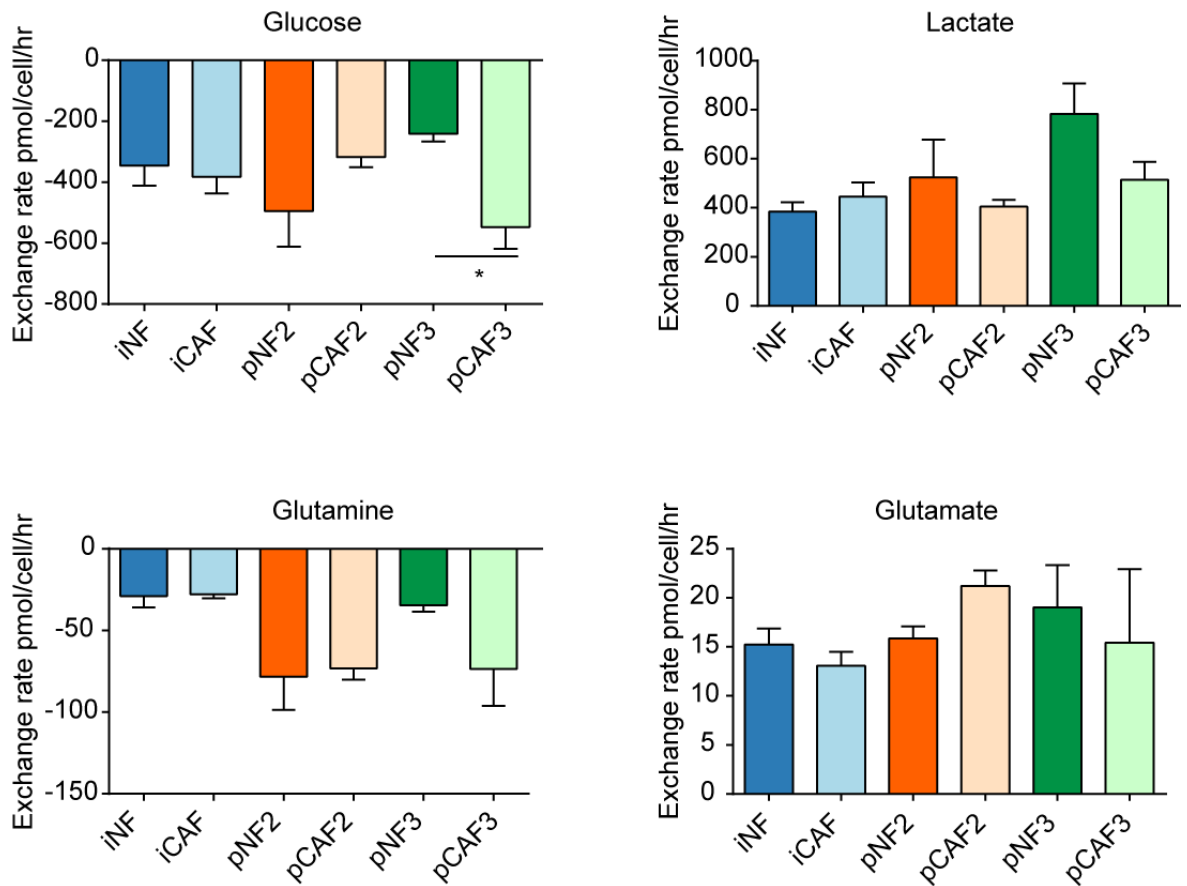 Glucose
Exchange rate pmol/cell/hr
0
-200
-400
-600
-800
*
iNF
iCAF
pNF2
pCAF2
pNF3
pCAF3
Lactate
Exchange rate pmol/cell/hr
1000
800
600
400
200
0
iNF
iCAF
pNF2
pCAF2
pNF3
pCAF3
Glutamine
Exchange rate pmol/cell/hr
0
-50
-100
-150
iNF
iCAF
pNF2
pCAF2
pNF3
pCAF3
Glutamate
Exchange rate pmol/cell/hr
25
20
15
10
5
0
iNF
iCAF
pNF2
pCAF2
pNF3
pCAF3